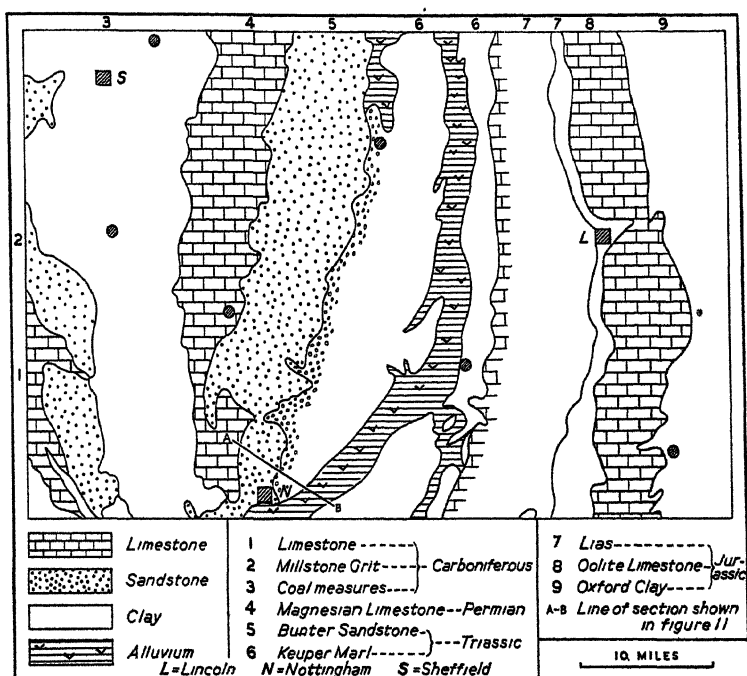 3 4 5 6 6 7 7 8 9
S
2
L
1
A
N
B
Limestone
Sandstone
Clay
Alluvium
1 Limestone
2 Millstone Grit
3 Coal measures
Carboniferous
4 Magnesian Limestone--Permian
5 Bunter Sandstone
6 Keuper Marl
Triassic
7 Lias
8 Oolite Limestone
9 Oxford Clay
Jurassic
A-B Line of section shown
in figure 11
10 MILES
L=Lincoln N=Nottingham S=Sheffield